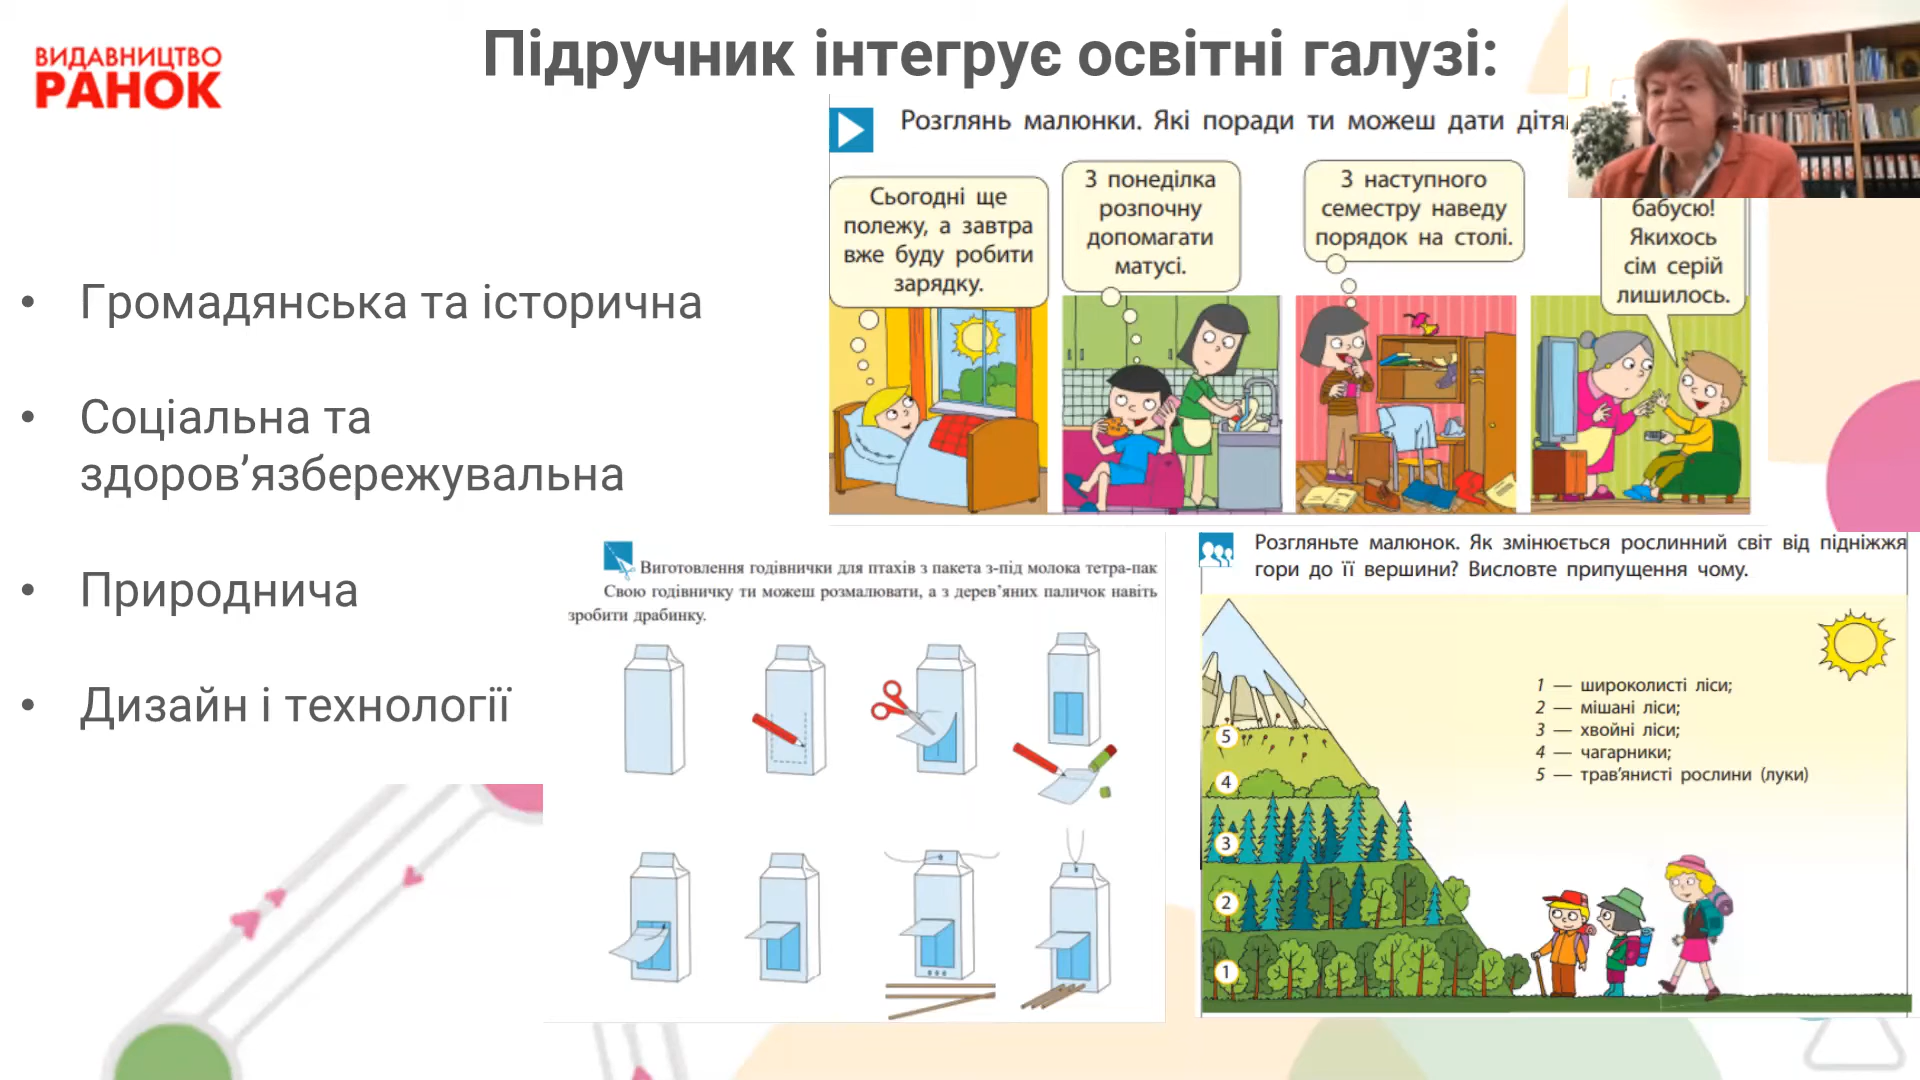 ВИДАВНИЦТВО
РАНОК
Підручник інтегрує освітні галузі:
• Громадянська та історична
• Соціальна та
здоров’язбережувальна
• Природнича
• Дизайн і технології
Розглянь малюнки. Які поради ти можеш дати
Сьогодні ще
полежу, а завтра
вже буду робити
зарядку.
З понеділка
розпочну
допомагати
матусі.
З наступного
семестру наведу
порядок на столі.
бабусю!
Якихось
сім серій
лишилось.
Виготовлення годівнички для птахів з пакета з-під молока тетра-пак
Свою годівничку ти можеш розмалювати, а з дерев’яних паличок навіть
зробити драбинку.
Розгляньте малюнок. Як змінюється рослинний світ від підніжжя
гори до її вершини? Висловте припущення чому.
1 — широколисті ліси;
2 — мішані ліси;
3 — хвойні ліси;
4 — чагарники;
5 — трав’янисті рослини (луки)
5
4
3
2
1